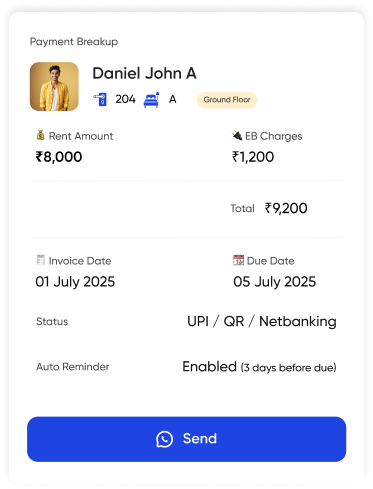 Payment Breakup
Daniel John A
204 A Ground Floor
Rent Amount EB Charges
₹8,000 ₹1,200
Total ₹9,200
Invoice Date Due Date
01 July 2025 05 July 2025
Status UPI / QR / Netbanking
Auto Reminder Enabled (3 days before due)
Send